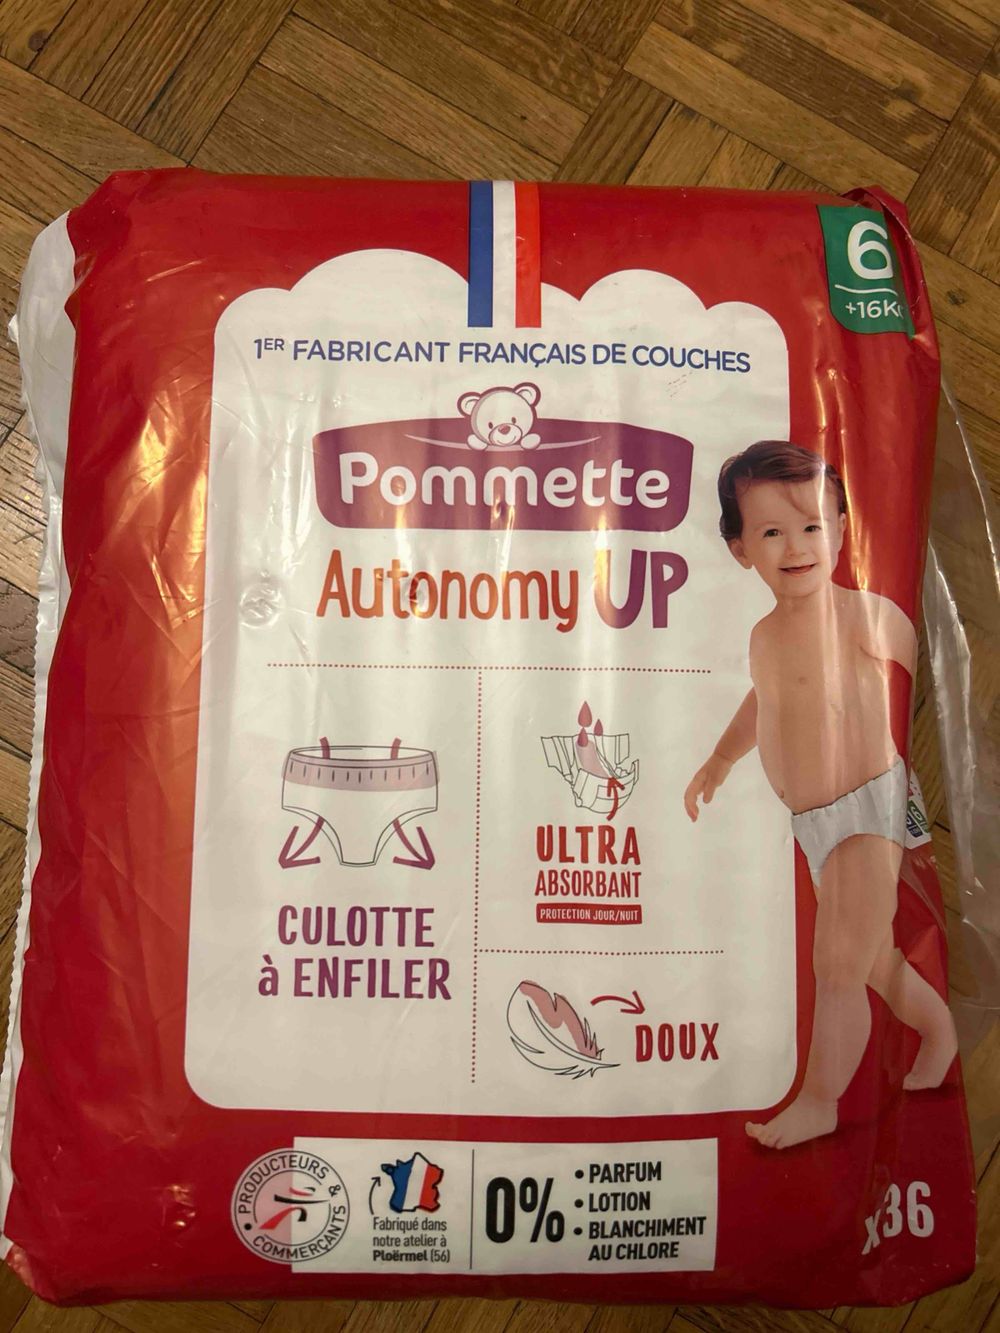 6
+16K
1ER FABRICANT FRANÇAIS DE COUCHES
Pommette
Autonomy UP
CULOTTE
à ENFILER
ULTRA
ABSORBANT
PROTECTION JOUR/NUIT
DOUX
• PRODUCTEURS & COMMERÇANTS
Fabriqué dans
notre atelier à
Ploërmel (56)
0%
• PARFUM
• LOTION
• BLANCHIMENT
AU CHLORE
x36